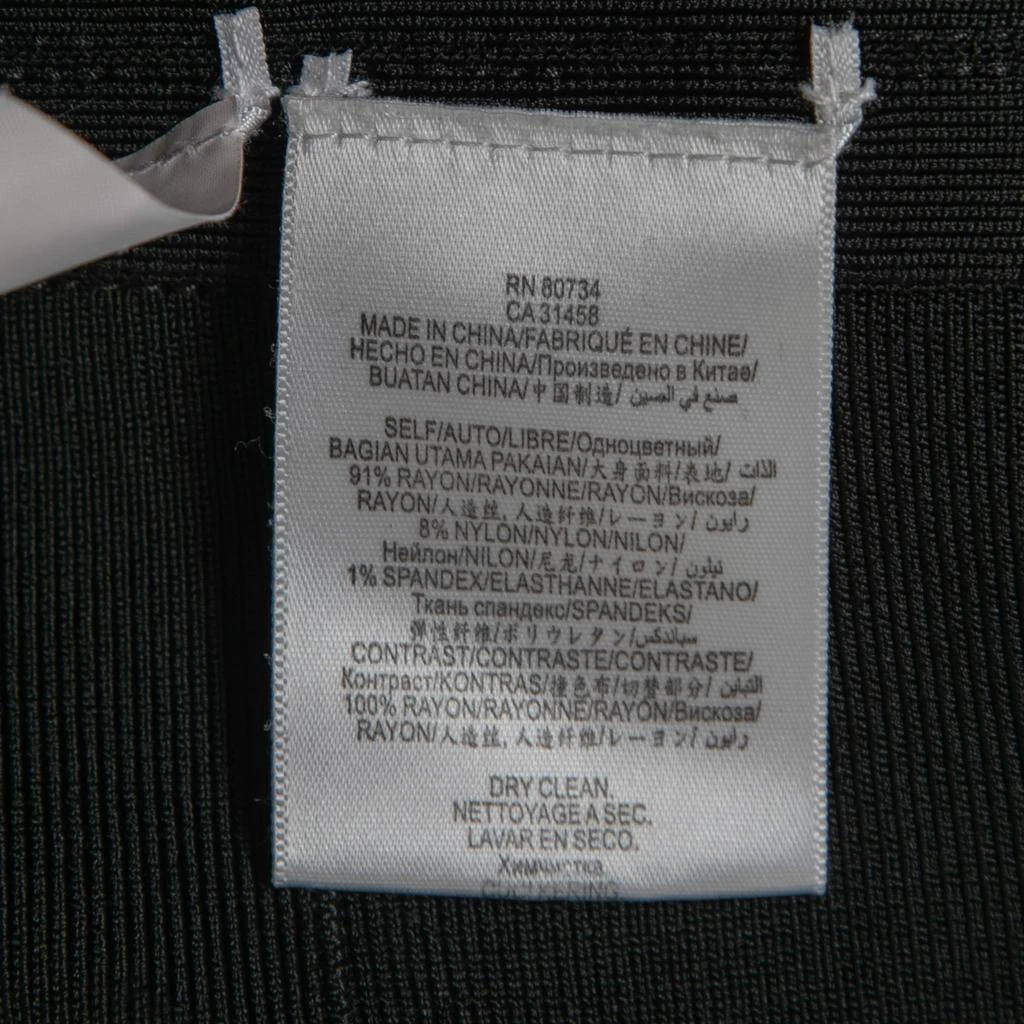 RN 80734
CA 31458
MADE IN CHINA/FABRIQUÉ EN CHINE/
HECHO EN CHINA/Произведено в Китае/
BUATAN CHINA/中国制造/ صنع في الصين
SELF/AUTO/LIBRE/Одноцветный/
BAGIAN UTAMA PAKAIAN/大身面料/表地/ الذات
91% RAYON/RAYONNE/RAYON/Вискоза/
RAYON/人造丝, 人造纤维/レーヨン/ رايون
8% NYLON/NYLON/NILON/
Нейлон/NILON/尼龙/ナイロン/ نيلون
1% SPANDEX/ELASTHANNE/ELASTANO/
Ткань спандекс/SPANDEKS/
弹性纤维/ポリウレタン/سباندكس
CONTRAST/CONTRASTE/CONTRASTE/
Контраст/KONTRAS/撞色布/切替部分/ التباين
100% RAYON/RAYONNE/RAYON/Вискоза/
RAYON/人造丝, 人造纤维/レーヨン/ رايون
DRY CLEAN.
NETTOYAGE A SEC.
LAVAR EN SECO.
Химчистка